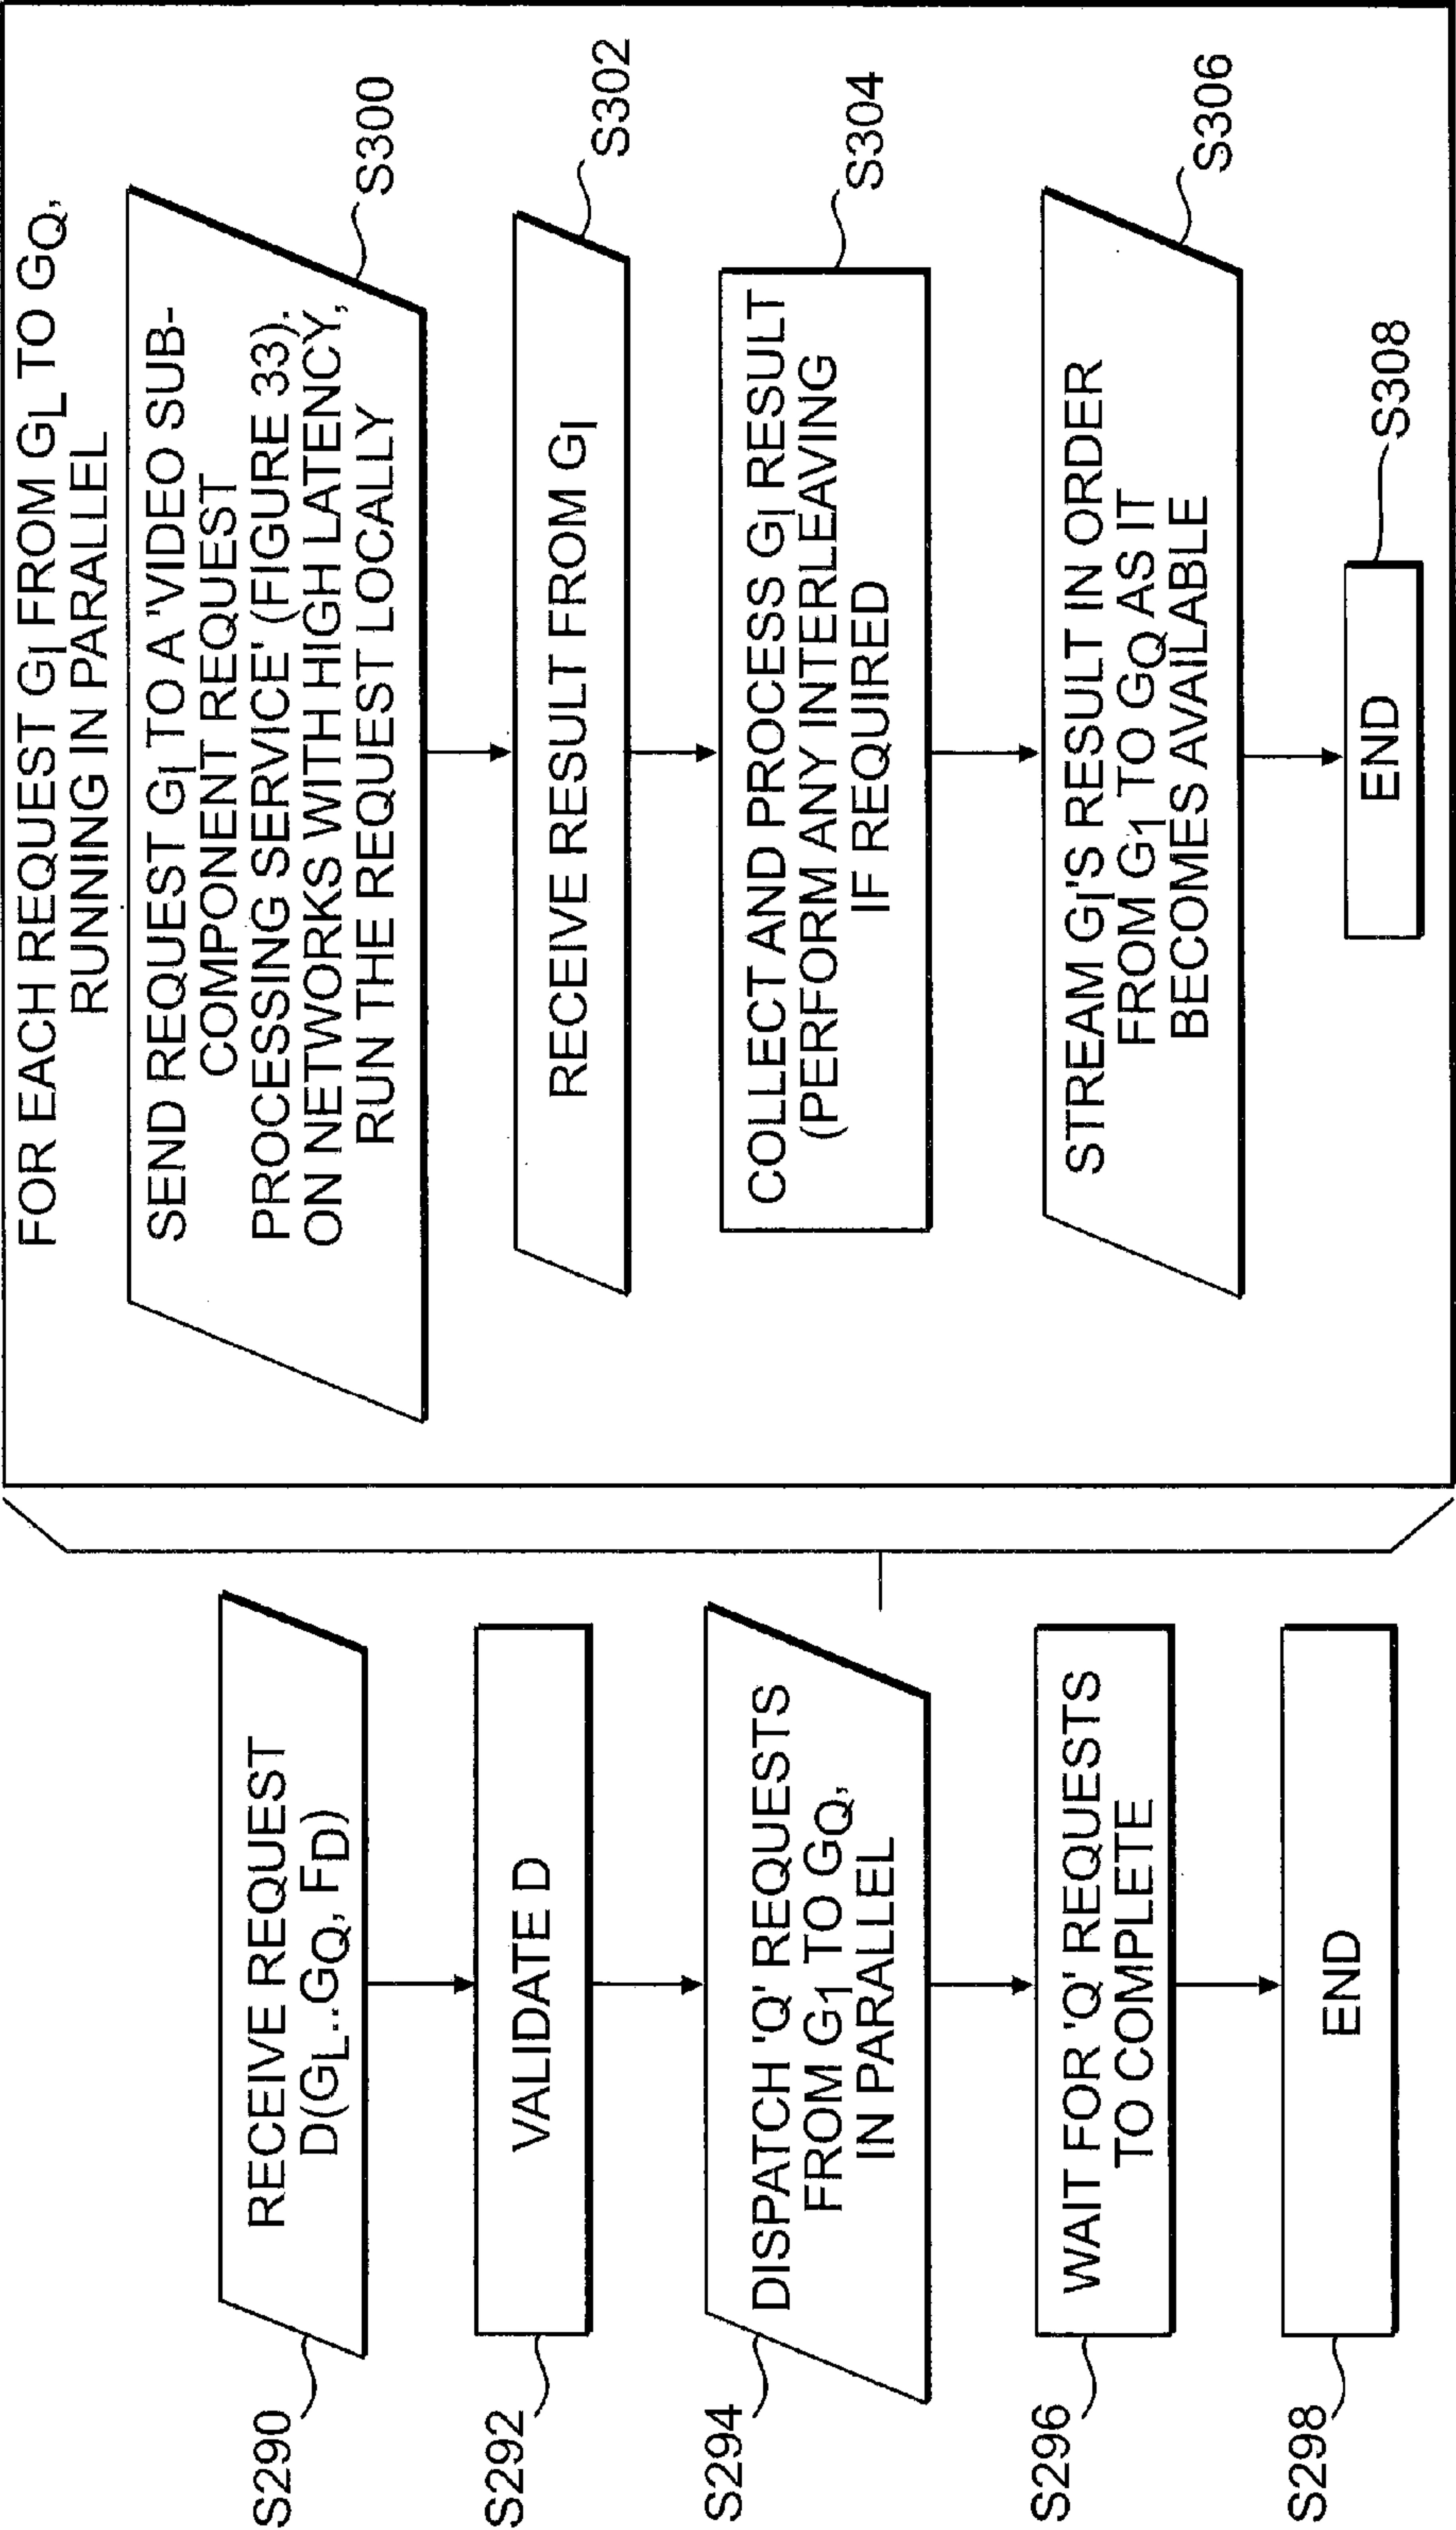 S290
RECEIVE REQUEST
D(GL...GQ, FD)
S292
VALIDATE D
S294
DISPATCH 'Q' REQUESTS
FROM G1 TO GQ,
IN PARALLEL
S296
WAIT FOR 'Q' REQUESTS
TO COMPLETE
S298
END
FOR EACH REQUEST GI FROM GL TO GQ,
RUNNING IN PARALLEL
SEND REQUEST GI TO A 'VIDEO SUB-
COMPONENT REQUEST
PROCESSING SERVICE' (FIGURE 33).
ON NETWORKS WITH HIGH LATENCY,
RUN THE REQUEST LOCALLY
S300
RECEIVE RESULT FROM GI
S302
COLLECT AND PROCESS GI RESULT
(PERFORM ANY INTERLEAVING
IF REQUIRED
S304
STREAM GI'S RESULT IN ORDER
FROM G1 TO GQ AS IT
BECOMES AVAILABLE
S306
END
S308